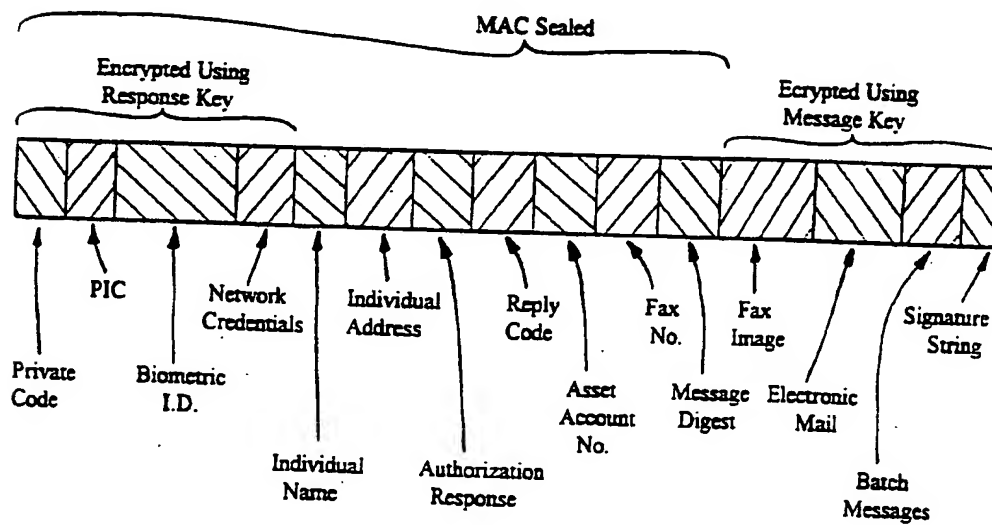 MAC Sealed
Encrypted Using
Response Key
Ecrypted Using
Message Key
PIC
Network
Credentials
Individual
Address
Reply
Code
Fax
No.
Fax
Image
Signature
String
Private
Code
Biometric
I.D.
Asset
Account
No.
Message
Digest
Electronic
Mail
Individual
Name
Authorization
Response
Batch
Messages